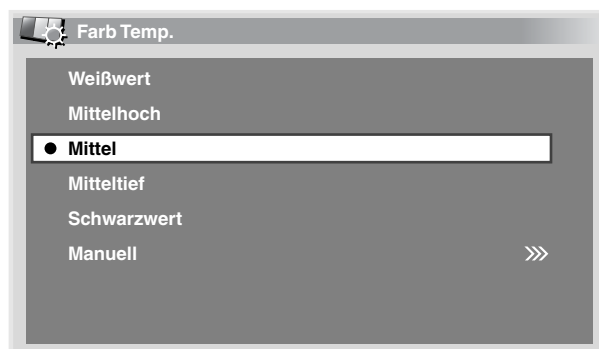 Farb Temp.
Weißwert
Mittelhoch
Mittel
Mitteltief
Schwarzwert
Manuell